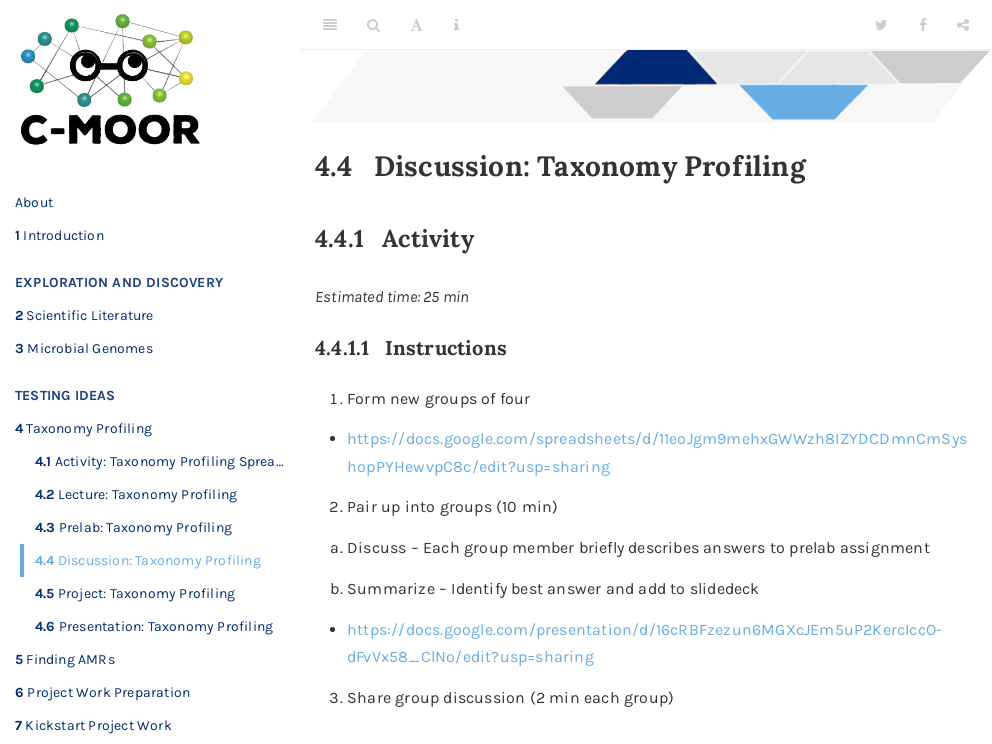 C-MOOR
About
1 Introduction
EXPLORATION AND DISCOVERY
2 Scientific Literature
3 Microbial Genomes
TESTING IDEAS
4 Taxonomy Profiling
4.1 Activity: Taxonomy Profiling Sprea...
4.2 Lecture: Taxonomy Profiling
4.3 Prelab: Taxonomy Profiling
4.4 Discussion: Taxonomy Profiling
4.5 Project: Taxonomy Profiling
4.6 Presentation: Taxonomy Profiling
5 Finding AMRs
6 Project Work Preparation
7 Kickstart Project Work
4.4 Discussion: Taxonomy Profiling
4.4.1 Activity
Estimated time: 25 min
4.4.1.1 Instructions
1. Form new groups of four
• https://docs.google.com/spreadsheets/d/11eoJgm9mehxGWWzh8IZYDCDmnCmSys
hopPYHewvpC8c/edit?usp=sharing
2. Pair up into groups (10 min)
a. Discuss – Each group member briefly describes answers to prelab assignment
b. Summarize – Identify best answer and add to slidedeck
• https://docs.google.com/presentation/d/16cRBFzezun6MGXcJEm5uP2KercIccO-
dFvVx58_ClNo/edit?usp=sharing
3. Share group discussion (2 min each group)